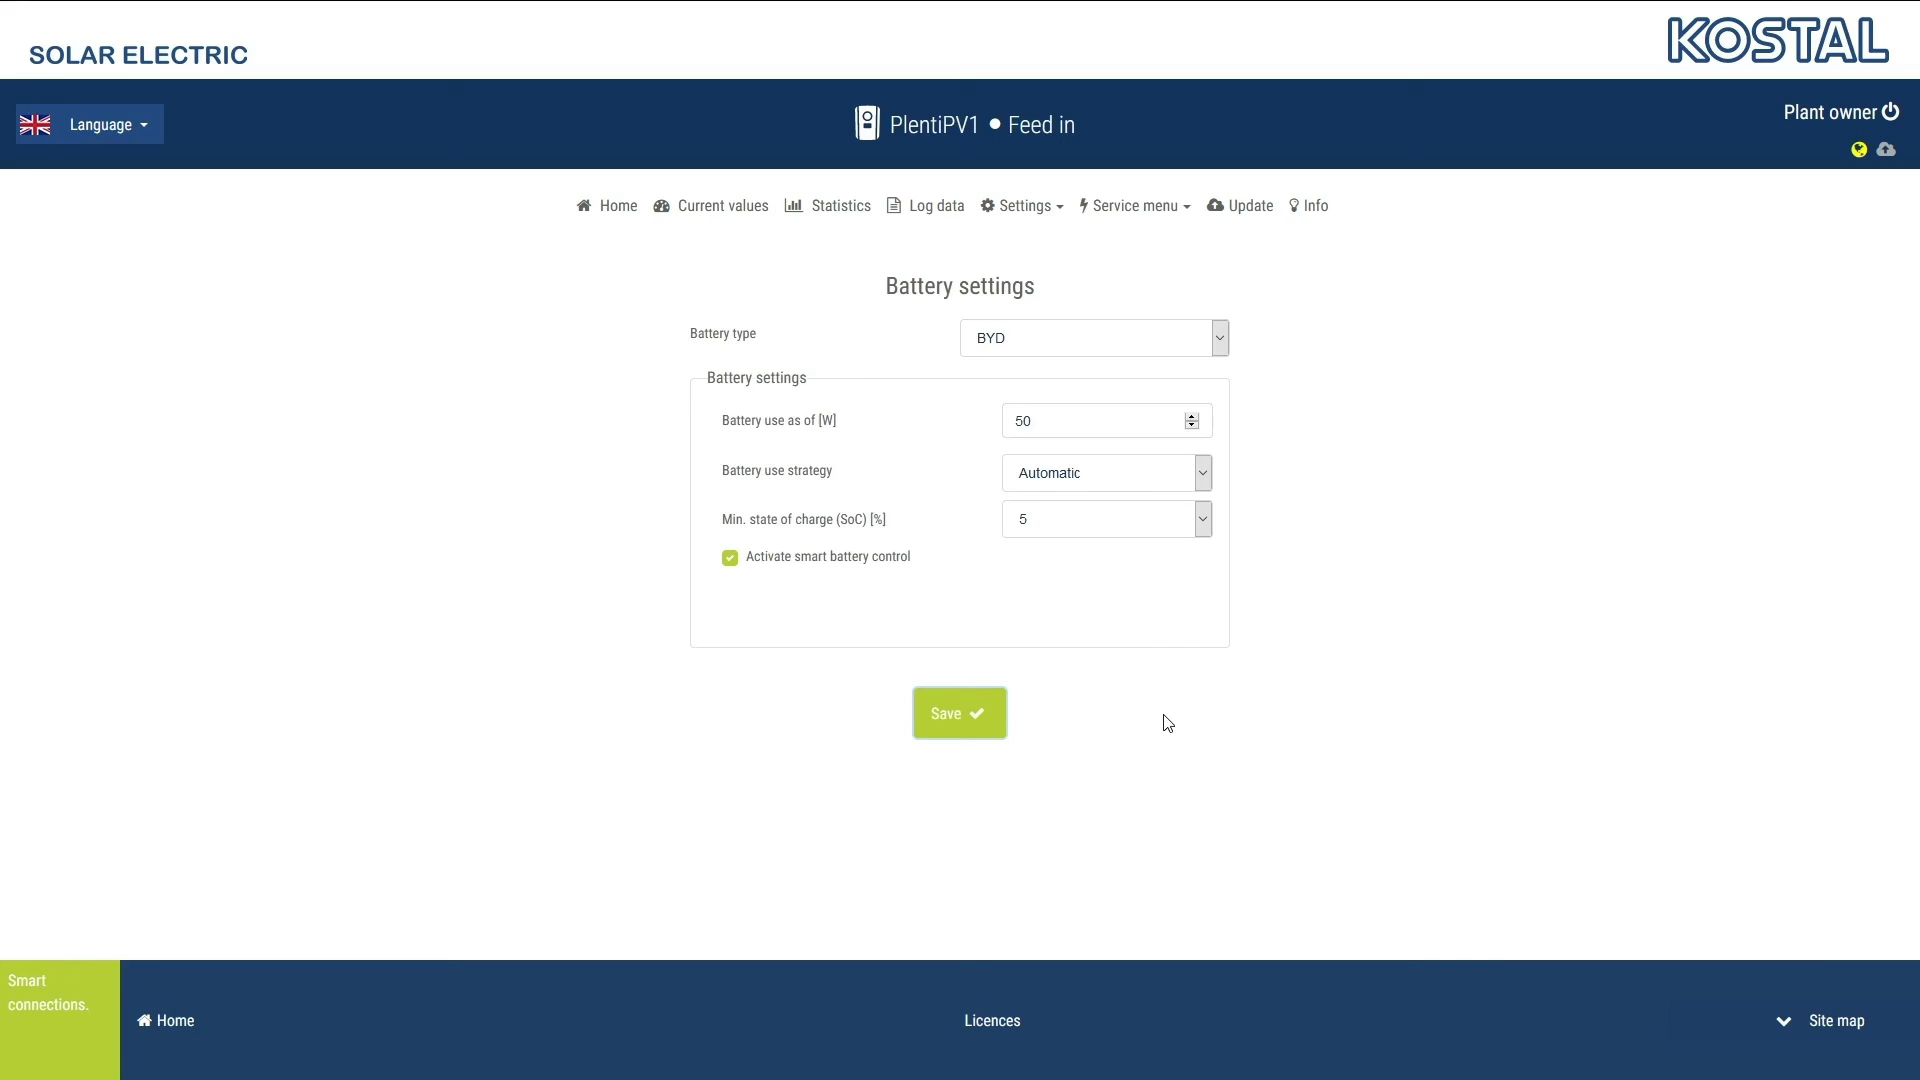 SOLAR ELECTRIC
KOSTAL
Language
PlentiPV1 ● Feed in
Plant owner
Home Current values Statistics Log data Settings Service menu Update Info
Battery settings
Battery type
BYD
Battery settings
Battery use as of [W]
50
Battery use strategy
Automatic
Min. state of charge (SoC) [%]
5
Activate smart battery control
Save
Smart
connections.
Home
Licences
Site map